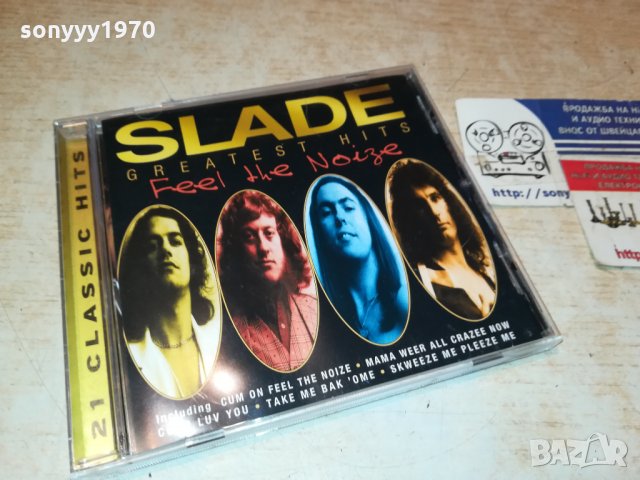 sonyyy1970
SLADE
GREATEST HITS
Feel the Noize
21 CLASSIC HITS
Including CUM ON FEEL THE NOIZE · MAMA WEER ALL CRAZEE NOW
LUV YOU · TAKE ME BAK 'OME · SKWEEZE ME PLEEZE ME
ПРОДАЖБА НА
И АУДИО ТЕХНИ
ВНОС ОТ ШВЕЙЦА
http://sony
ПРОДАЖБА
http
BAZAR